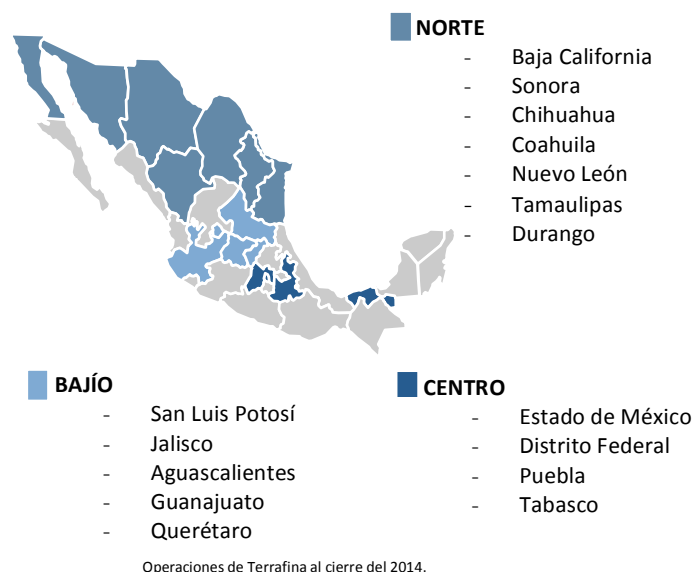 NORTE
- Baja California
- Sonora
- Chihuahua
- Coahuila
- Nuevo León
- Tamaulipas
- Durango
BAJÍO
- San Luis Potosí
- Jalisco
- Aguascalientes
- Guanajuato
- Querétaro
CENTRO
- Estado de México
- Distrito Federal
- Puebla
- Tabasco
Operaciones de Terrafina al cierre del 2014.